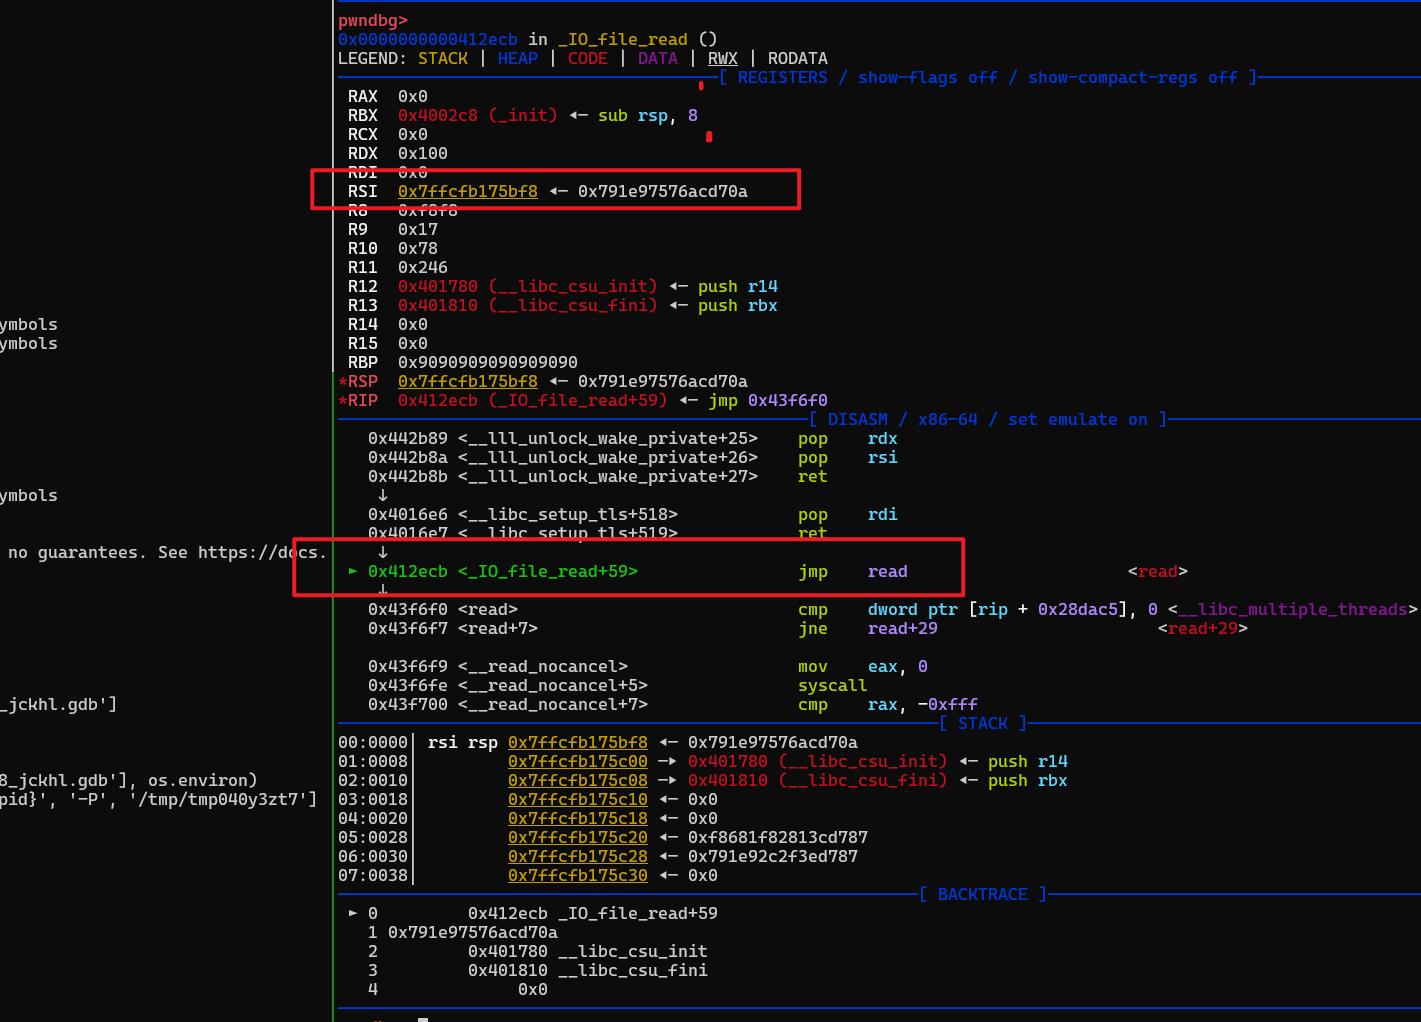 pwndbg>
0x0000000000412ecb in _IO_file_read ()
LEGEND: STACK | HEAP | CODE | DATA | RWX | RODATA
[ REGISTERS / show-flags off / show-compact-regs off ]
RAX 0x0
RBX 0x4002c8 (_init) ◂— sub rsp, 8
RCX 0x0
RDX 0x100
RDI 0x0
RSI 0x7ffcfb175bf8 ◂— 0x791e97576acd70a
R8 0xf8f8
R9 0x17
R10 0x78
R11 0x246
R12 0x401780 (__libc_csu_init) ◂— push r14
R13 0x401810 (__libc_csu_fini) ◂— push rbx
ymbols
R14 0x0
ymbols
R15 0x0
RBP 0x9090909090909090
*RSP 0x7ffcfb175bf8 ◂— 0x791e97576acd70a
*RIP 0x412ecb (_IO_file_read+59) ◂— jmp 0x43f6f0
[ DISASM / x86-64 / set emulate on ]
0x442b89 <__lll_unlock_wake_private+25> pop rdx
0x442b8a <__lll_unlock_wake_private+26> pop rsi
0x442b8b <__lll_unlock_wake_private+27> ret
ymbols
↓
0x4016e6 <__libc_setup_tls+518> pop rdi
0x4016e7 <__libc_setup_tls+519> ret
no guarantees. See https://docs.
↓
► 0x412ecb <_IO_file_read+59> jmp read <read>
↓
0x43f6f0 <read> cmp dword ptr [rip + 0x28dac5], 0 <__libc_multiple_threads>
0x43f6f7 <read+7> jne read+29 <read+29>
0x43f6f9 <__read_nocancel> mov eax, 0
0x43f6fe <__read_nocancel+5> syscall
_jckhl.gdb']
0x43f700 <__read_nocancel+7> cmp rax, -0xfff
[ STACK ]
00:0000│ rsi rsp 0x7ffcfb175bf8 ◂— 0x791e97576acd70a
01:0008│ 0x7ffcfb175c00 —▸ 0x401780 (__libc_csu_init) ◂— push r14
8_jckhl.gdb'], os.environ)
02:0010│ 0x7ffcfb175c08 —▸ 0x401810 (__libc_csu_fini) ◂— push rbx
pid}', '-P', '/tmp/tmp040y3zt7']
03:0018│ 0x7ffcfb175c10 ◂— 0x0
04:0020│ 0x7ffcfb175c18 ◂— 0x0
05:0028│ 0x7ffcfb175c20 ◂— 0xf8681f82813cd787
06:0030│ 0x7ffcfb175c28 ◂— 0x791e92c2f3ed787
07:0038│ 0x7ffcfb175c30 ◂— 0x0
[ BACKTRACE ]
► 0 0x412ecb _IO_file_read+59
1 0x791e97576acd70a
2 0x401780 __libc_csu_init
3 0x401810 __libc_csu_fini
4 0x0